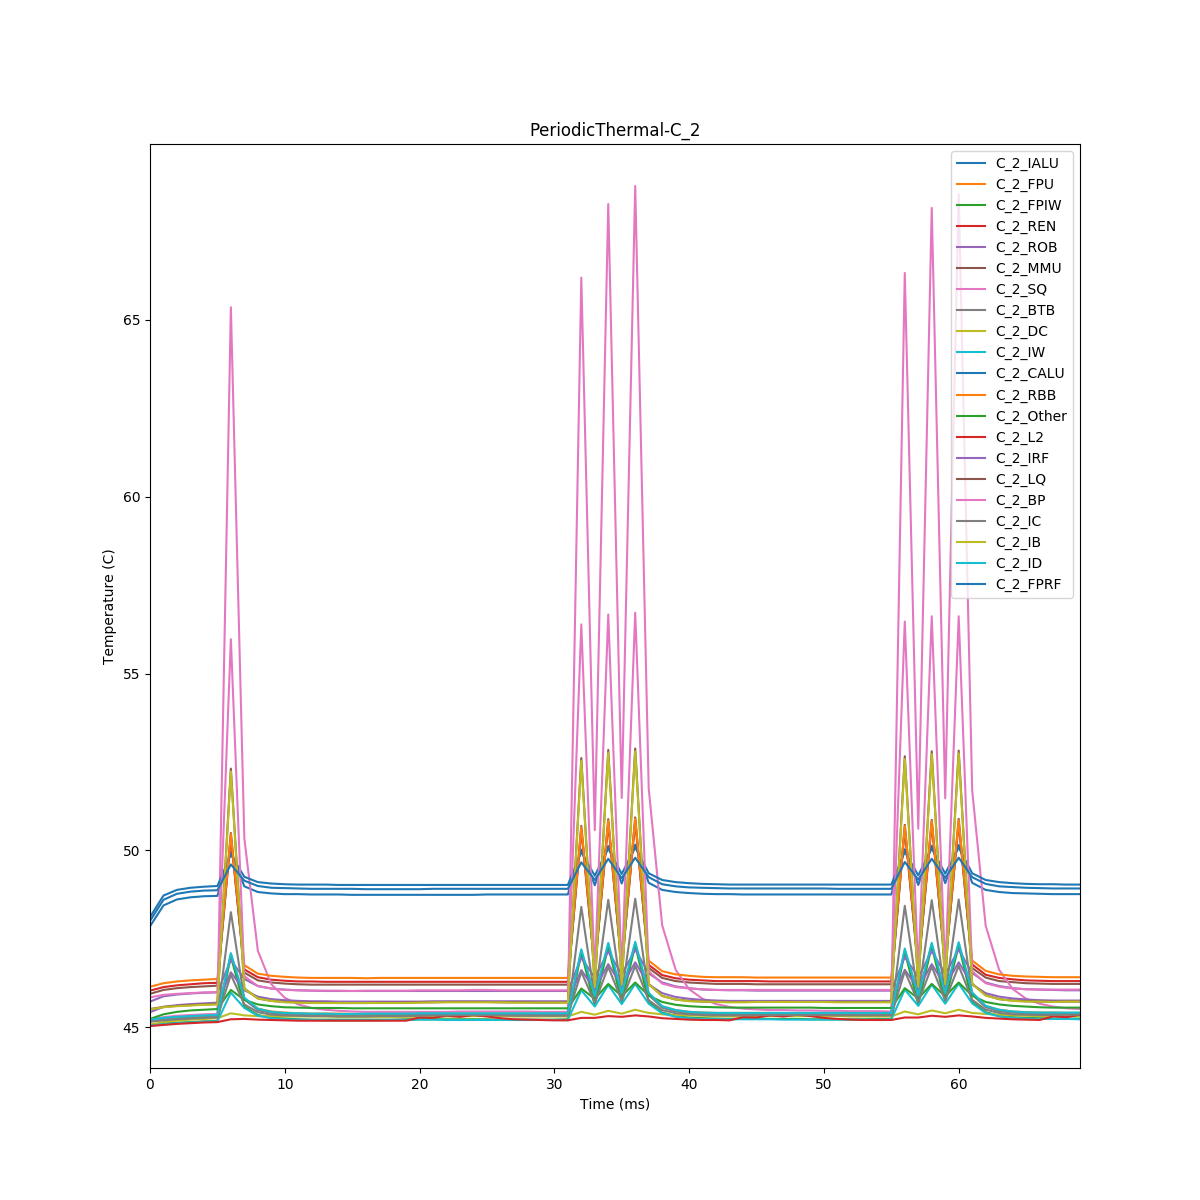 PeriodicThermal-C_2
C_2_IALU
C_2_FPU
C_2_FPIW
C_2_REN
C_2_ROB
C_2_MMU
C_2_SQ
C_2_BTB
C_2_DC
C_2_IW
C_2_CALU
C_2_RBB
C_2_Other
C_2_L2
C_2_IRF
C_2_LQ
C_2_BP
C_2_IC
C_2_IB
C_2_ID
C_2_FPRF
Temperature (C)
65
60
55
50
45
0 10 20 30 40 50 60
Time (ms)